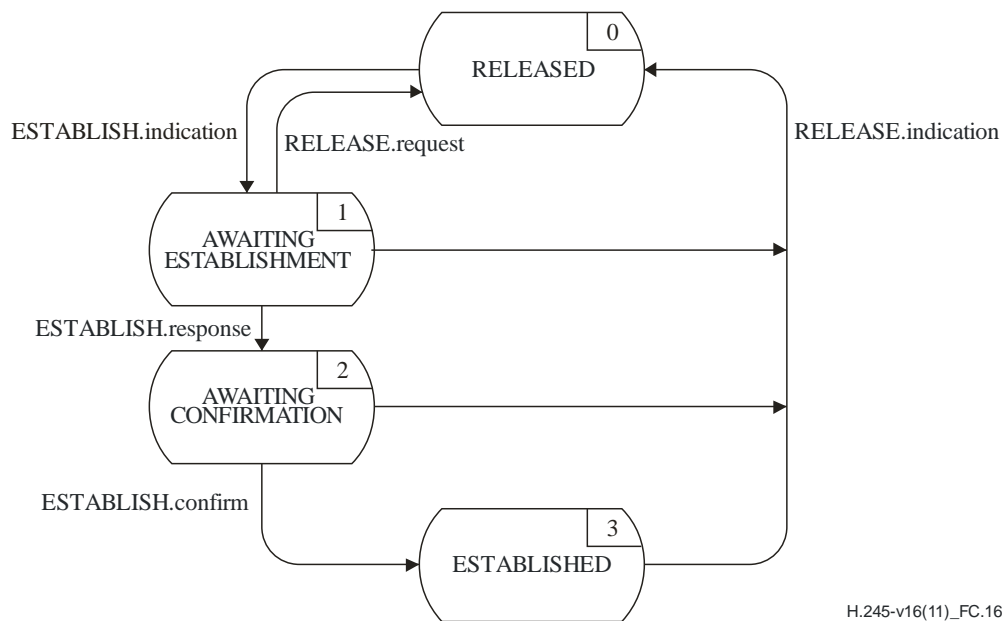 0
RELEASED
ESTABLISH.indication
RELEASE.request
RELEASE.indication
1
AWAITING
ESTABLISHMENT
ESTABLISH.response
2
AWAITING
CONFIRMATION
ESTABLISH.confirm
3
ESTABLISHED
H.245-v16(11)_FC.16